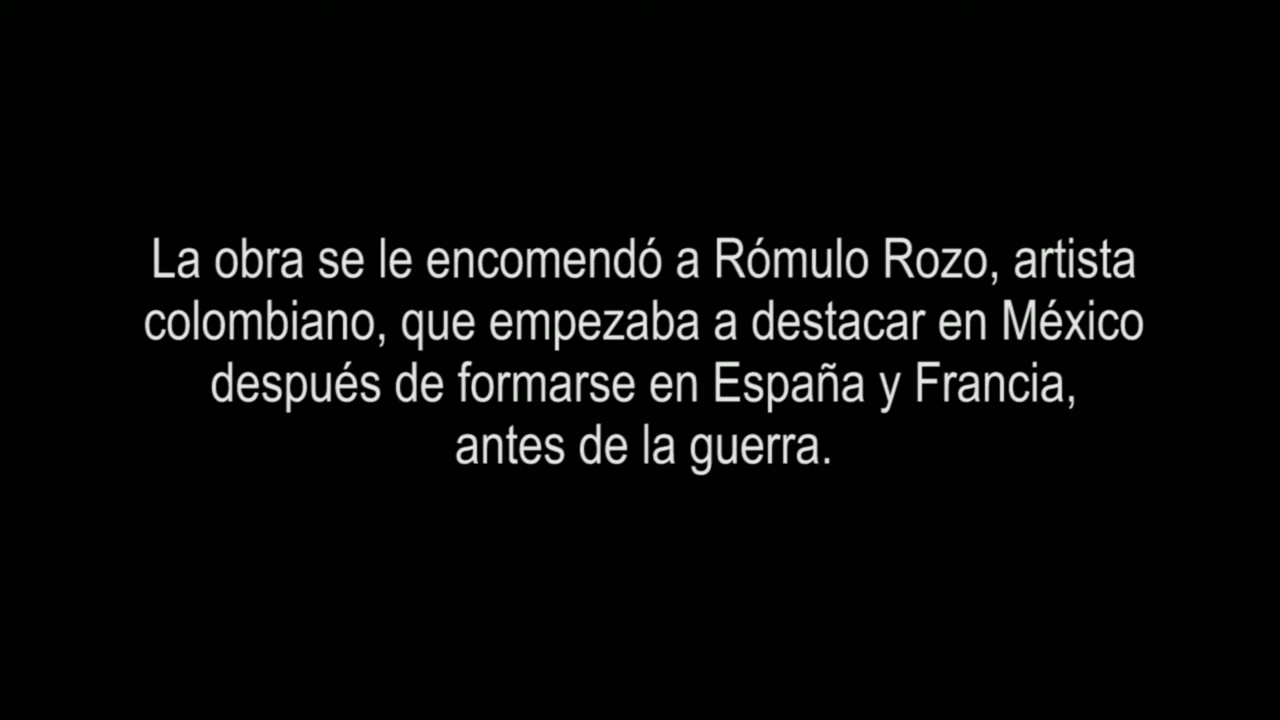 La obra se le encomendó a Rómulo Rozo, artista
colombiano, que empezaba a destacar en México
después de formarse en España y Francia,
antes de la guerra.